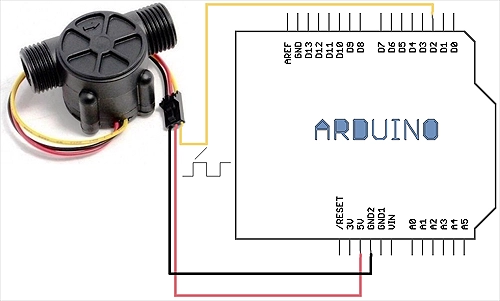 AREF GND D13 D12 D11 D10 D9 D8 D7 D6 D5 D4 D3 D2 D1 D0
ARDUINO
/RESET 3V 5V GND2 GND1 VIN A0 A1 A2 A3 A4 A5